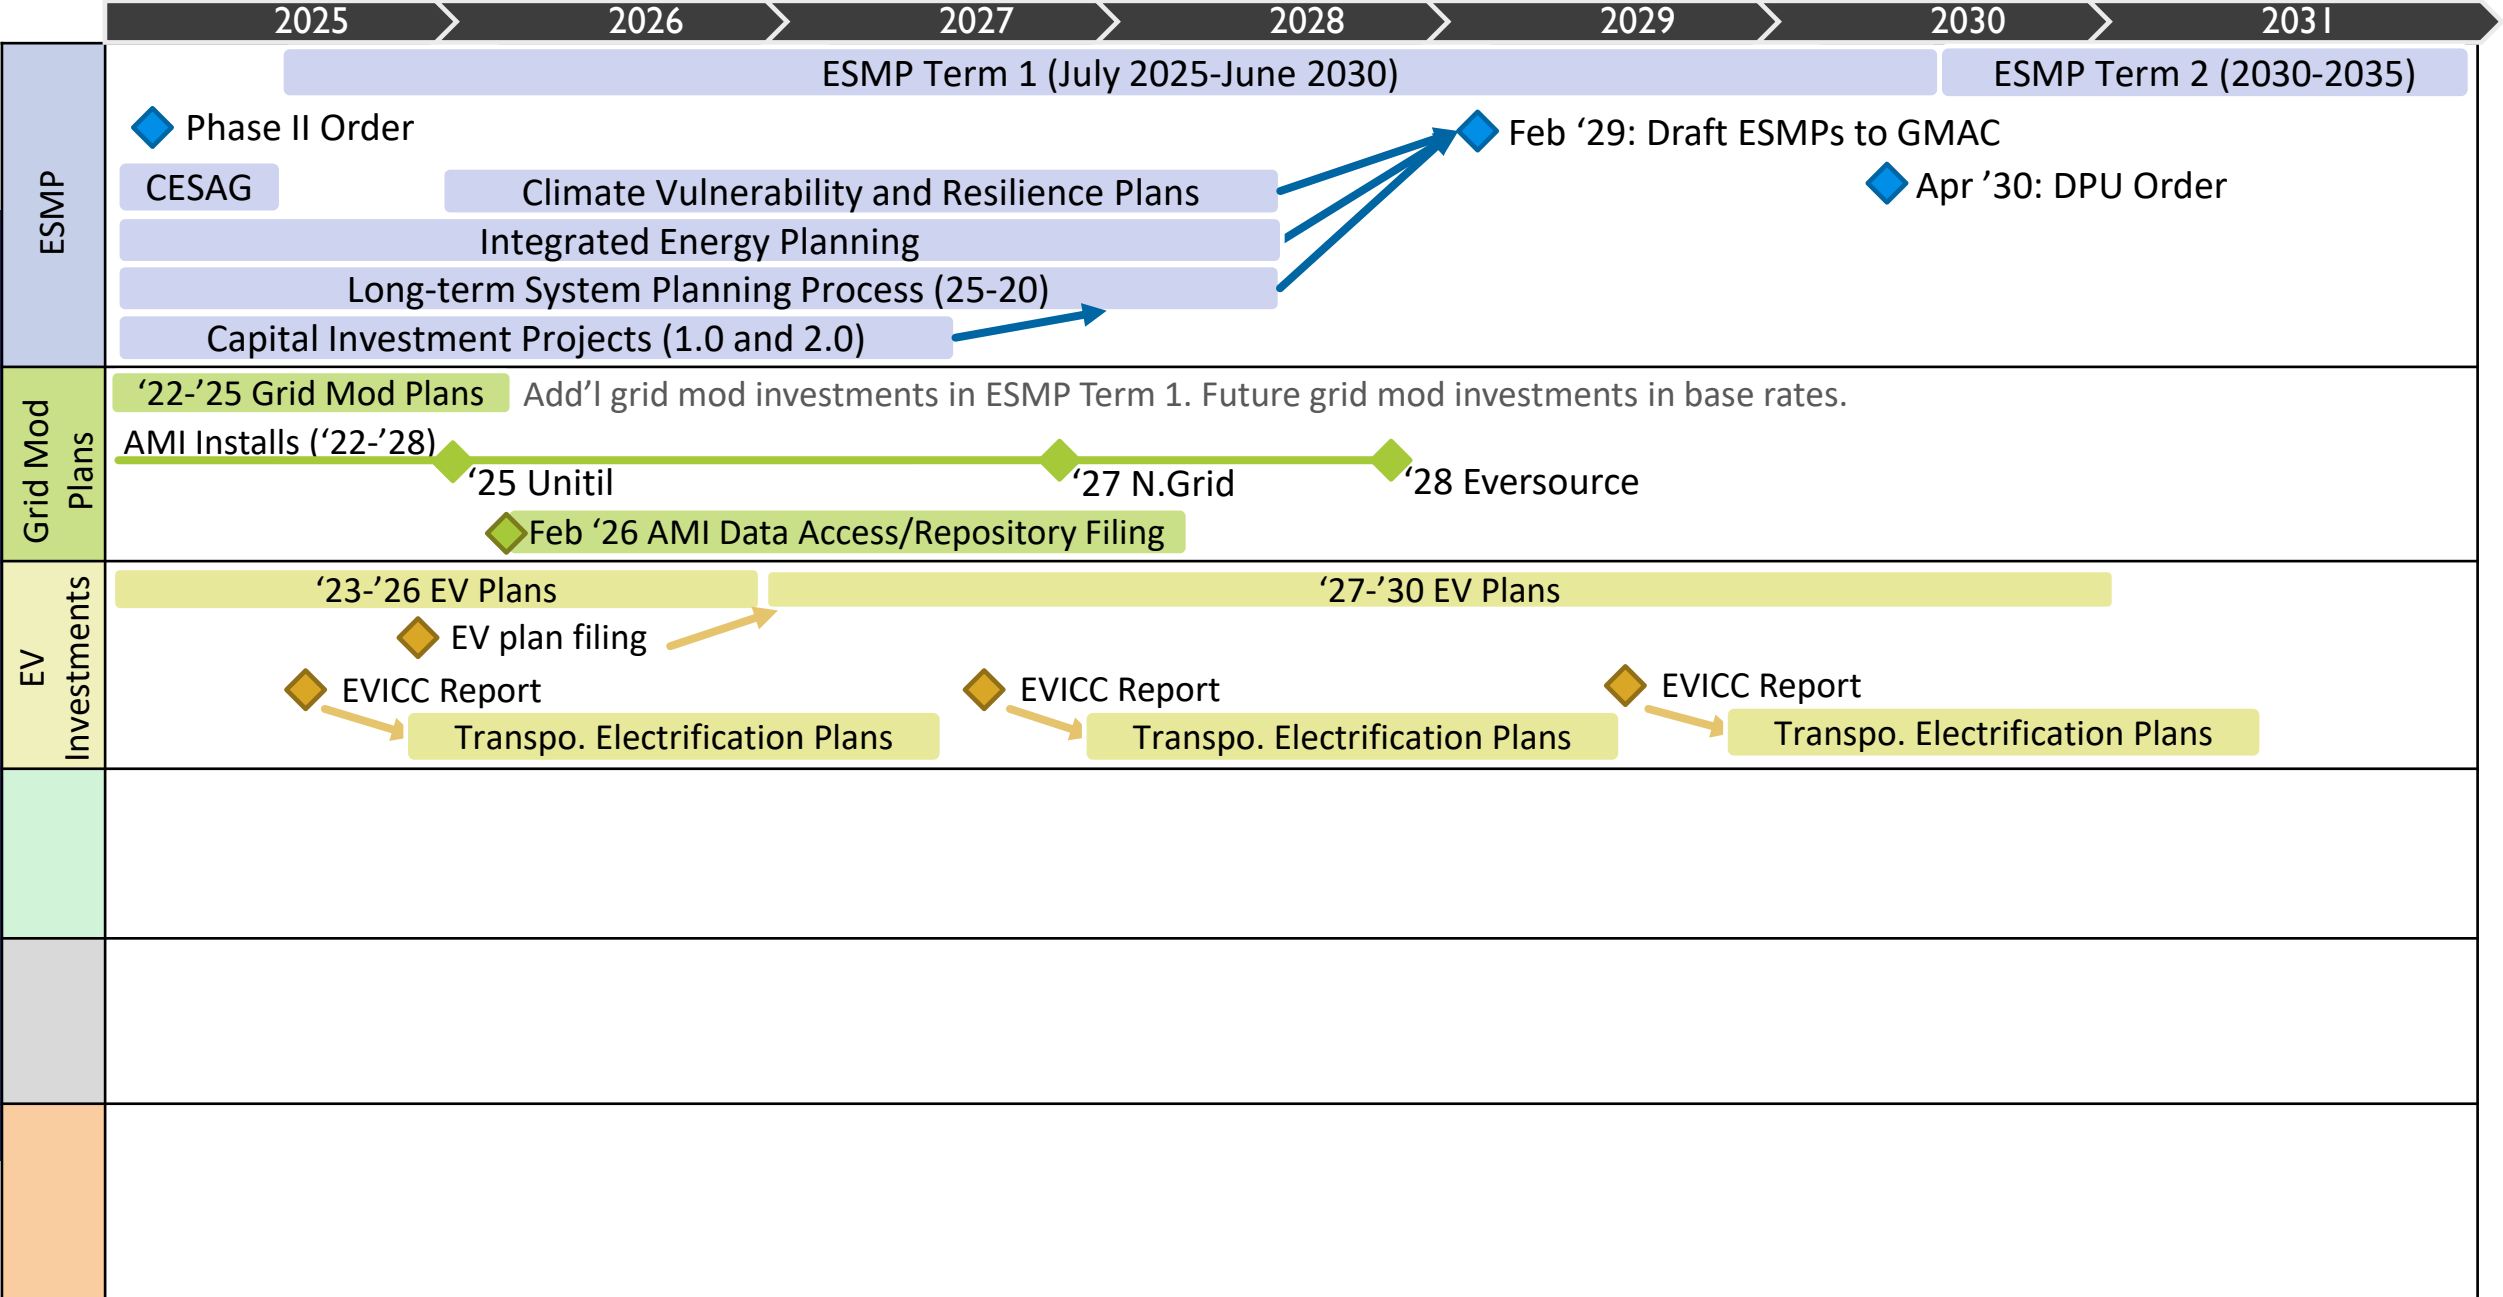 2025 2026 2027 2028 2029 2030 2031
ESMP
ESMP Term 1 (July 2025-June 2030)
ESMP Term 2 (2030-2035)
Phase II Order
Feb ‘29: Draft ESMPs to GMAC
CESAG
Climate Vulnerability and Resilience Plans
Apr ’30: DPU Order
Integrated Energy Planning
Long-term System Planning Process (25-20)
Capital Investment Projects (1.0 and 2.0)
Grid Mod
Plans
‘22-’25 Grid Mod Plans
Add’l grid mod investments in ESMP Term 1. Future grid mod investments in base rates.
AMI Installs (‘22-’28)
‘25 Unitil
‘27 N.Grid
‘28 Eversource
Feb ‘26 AMI Data Access/Repository Filing
EV
Investments
‘23-’26 EV Plans
‘27-’30 EV Plans
EV plan filing
EVICC Report
EVICC Report
EVICC Report
Transpo. Electrification Plans
Transpo. Electrification Plans
Transpo. Electrification Plans